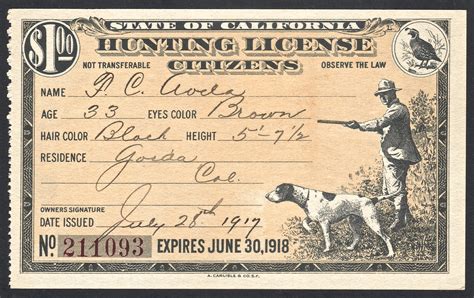 STATE OF CALIFORNIA
$1.00
HUNTING LICENSE
CITIZENS
NOT TRANSFERABLE
OBSERVE THE LAW
NAME C.
AGE 33 EYES COLOR Brown
HAIR COLOR Black HEIGHT 5'-7½
RESIDENCE Gorda
Cal.
OWNERS SIGNATURE
DATE ISSUED July 28th 1917
No. 211093 EXPIRES JUNE 30, 1918
A. CARLISLE & CO. S.F.